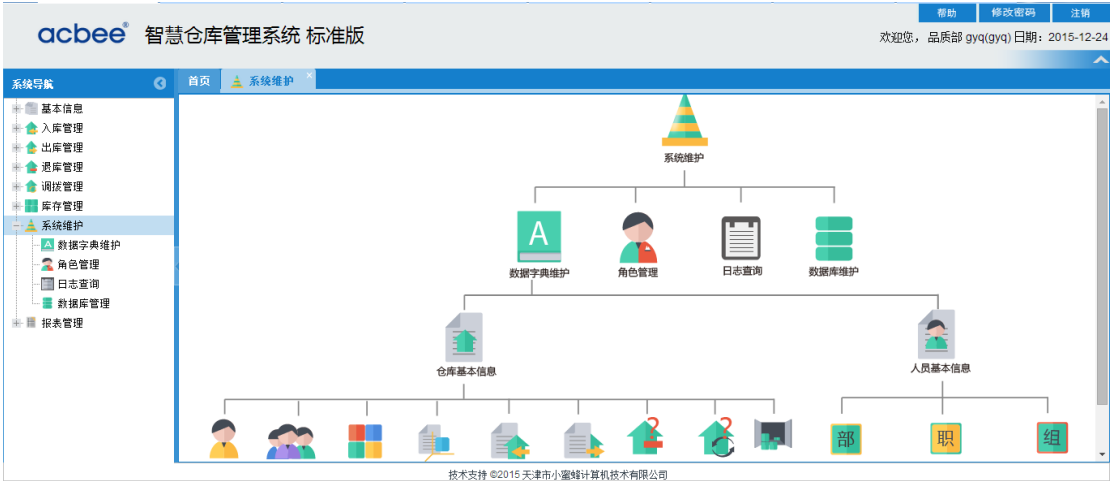 帮助 修改密码 注销
acbee® 智慧仓库管理系统 标准版
欢迎您， 品质部 gyq(gyq) 日期： 2015-12-24
系统导航
首页 系统维护
基本信息
入库管理
出库管理
退库管理
调拨管理
库存管理
系统维护
数据字典维护
角色管理
日志查询
数据库管理
报表管理
系统维护
A
数据字典维护 角色管理 日志查询 数据库维护
仓库基本信息 人员基本信息
部 职 组
技术支持 ©2015 天津市小蜜蜂计算机技术有限公司